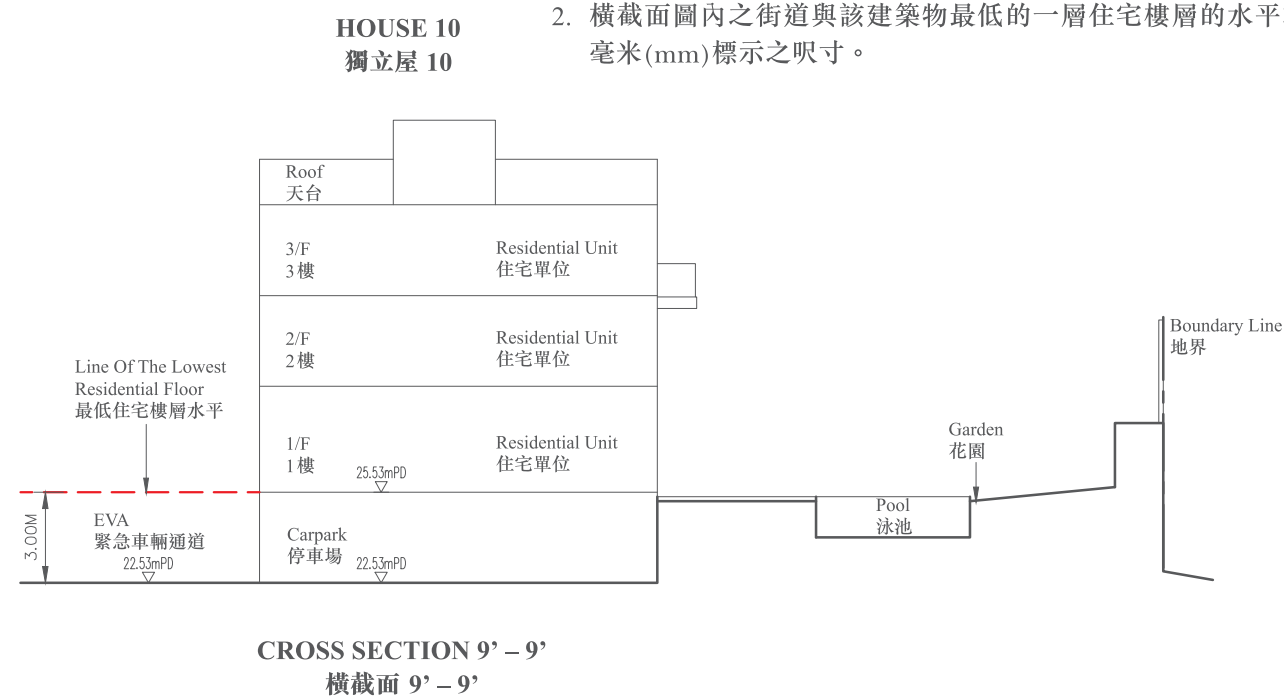 HOUSE 10
獨立屋 10
2. 橫截面圖內之街道與該建築物最低的一層住宅樓層的水平
毫米(mm)標示之呎寸。
Roof
天台
3/F
3樓
Residential Unit
住宅單位
2/F
2樓
Residential Unit
住宅單位
1/F
1樓
Residential Unit
住宅單位
25.53mPD
Line Of The Lowest
Residential Floor
最低住宅樓層水平
3.00M
EVA
緊急車輛通道
22.53mPD
Carpark
停車場
22.53mPD
Pool
泳池
Garden
花園
Boundary Line
地界
CROSS SECTION 9’ – 9’
橫截面 9’ – 9’